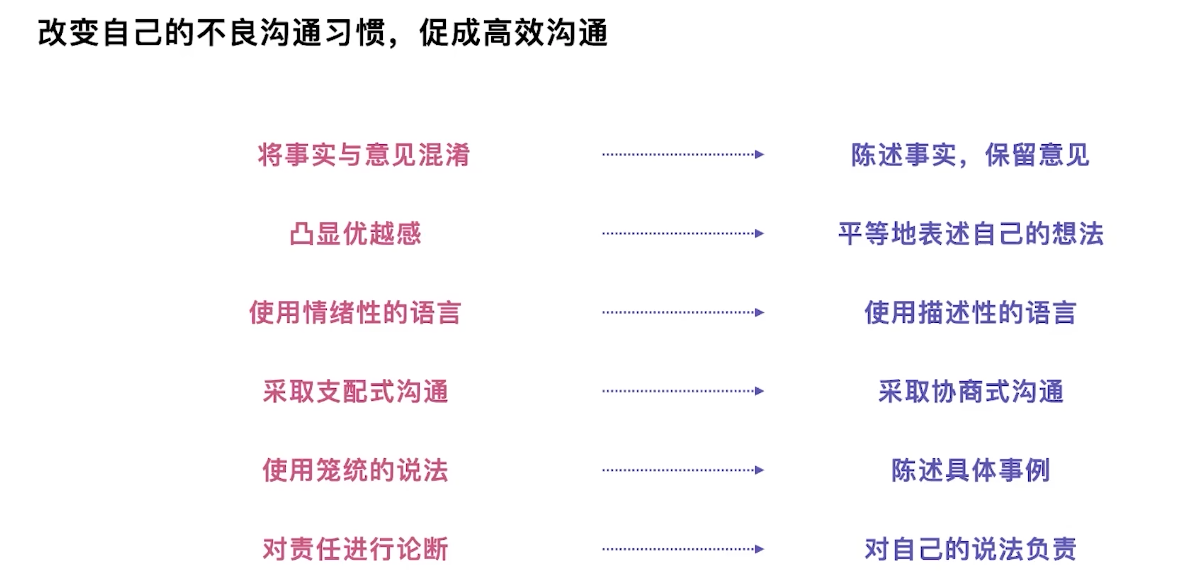 改变自己的不良沟通习惯，促成高效沟通
将事实与意见混淆 陈述事实，保留意见
凸显优越感 平等地表述自己的想法
使用情绪性的语言 使用描述性的语言
采取支配式沟通 采取协商式沟通
使用笼统的说法 陈述具体事例
对责任进行论断 对自己的说法负责